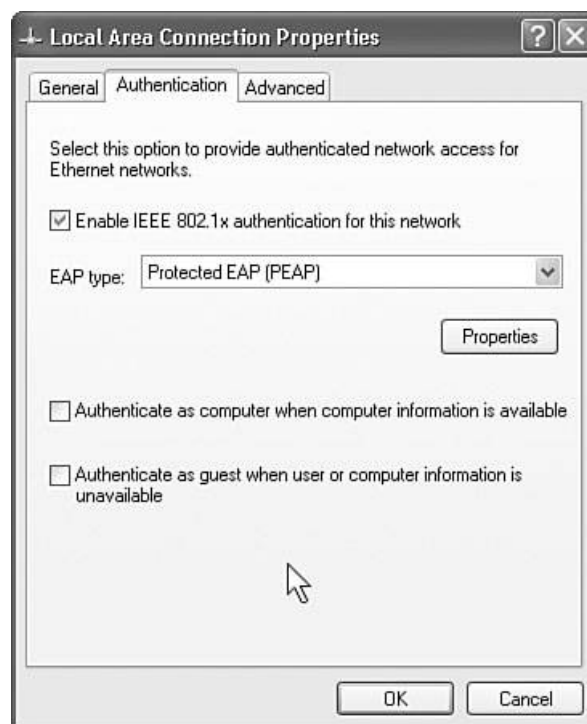 Local Area Connection Properties
General Authentication Advanced
Select this option to provide authenticated network access for
Ethernet networks.
Enable IEEE 802.1x authentication for this network
EAP type: Protected EAP (PEAP)
Properties
Authenticate as computer when computer information is available
Authenticate as guest when user or computer information is
unavailable
OK Cancel